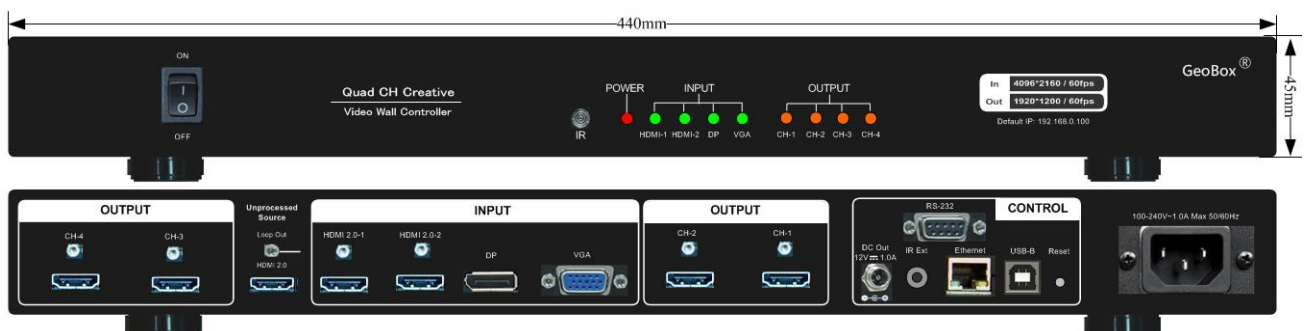 440mm
ON
OFF
Quad CH Creative
Video Wall Controller
IR
POWER
INPUT
HDMI-1 HDMI-2 DP VGA
OUTPUT
CH-1 CH-2 CH-3 CH-4
In 4096*2160 / 60fps
Out 1920*1200 / 60fps
Default IP: 192.168.0.100
GeoBox®
45mm
OUTPUT
CH-4 CH-3
Unprocessed
Source
Loop Out
HDMI 2.0
INPUT
HDMI 2.0-1 HDMI 2.0-2 DP VGA
OUTPUT
CH-2 CH-1
CONTROL
RS-232
DC Out
12V⎓1.0A
IR Ext
Ethernet
USB-B
Reset
100-240V~1.0A Max 50/60Hz